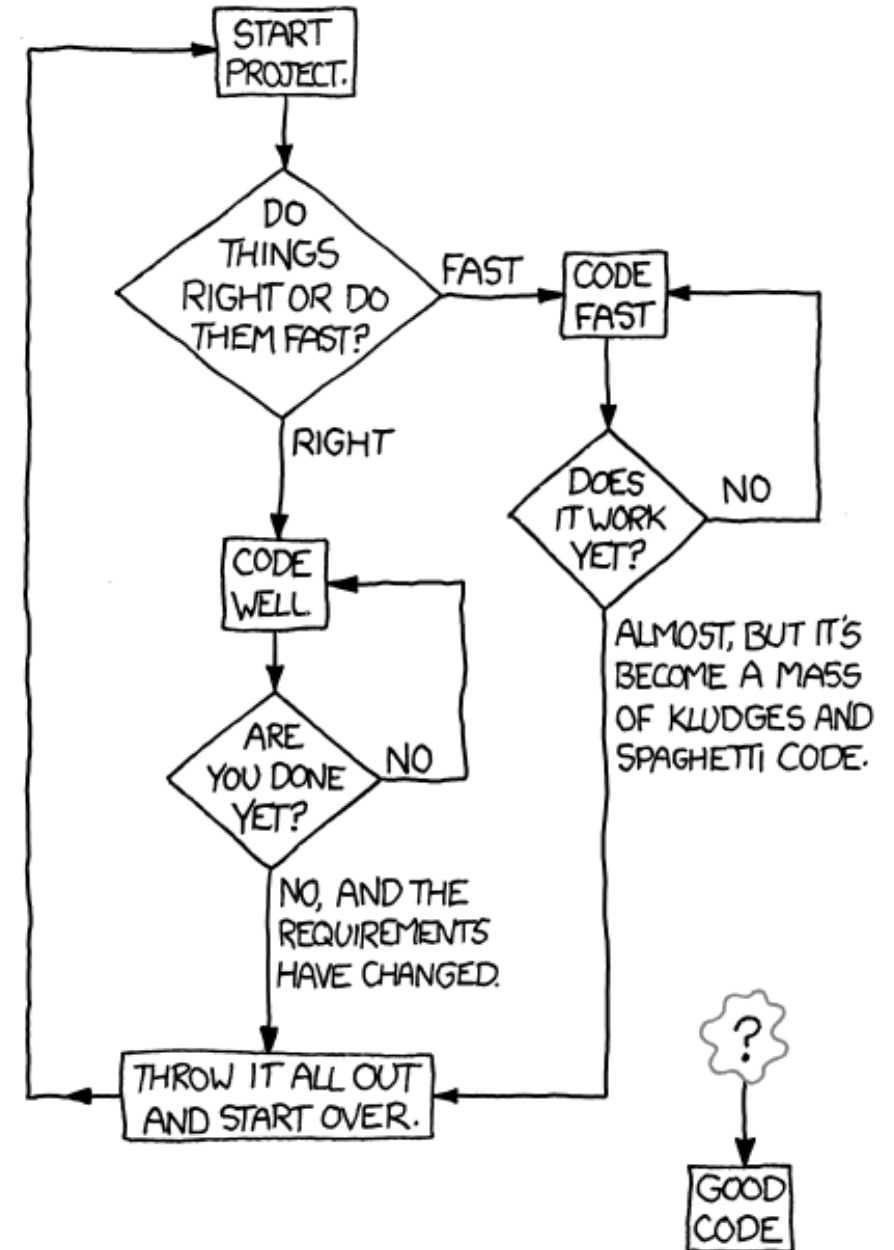 START
PROJECT.
DO
THINGS
RIGHT OR DO
THEM FAST?
FAST
CODE
FAST
RIGHT
DOES
IT WORK
YET?
NO
CODE
WELL.
ALMOST, BUT IT'S
BECOME A MASS
OF KLUDGES AND
SPAGHETTI CODE.
ARE
YOU DONE
YET?
NO
NO, AND THE
REQUIREMENTS
HAVE CHANGED.
THROW IT ALL OUT
AND START OVER.
?
GOOD
CODE